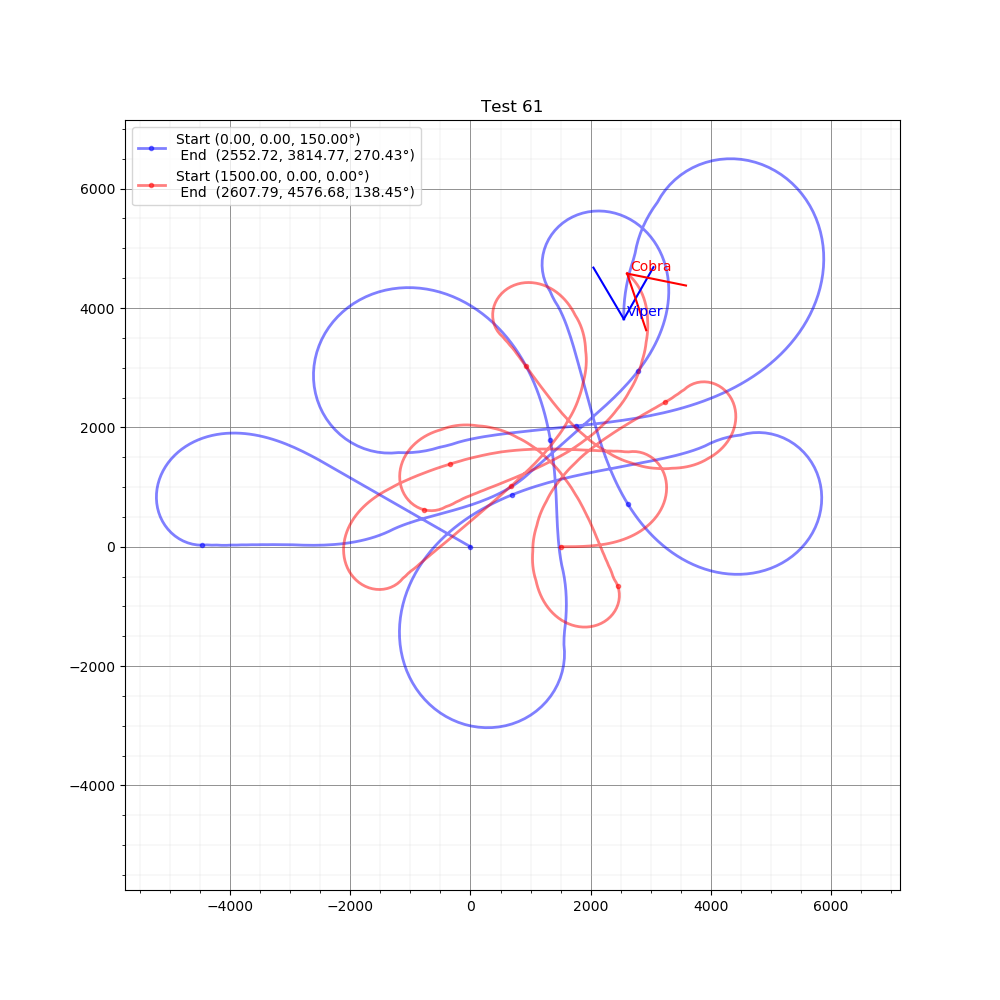 Test 61
Start (0.00, 0.00, 150.00°)
End (2552.72, 3814.77, 270.43°)
Start (1500.00, 0.00, 0.00°)
End (2607.79, 4576.68, 138.45°)
6000
4000
2000
0
−2000
−4000
Cobra
Viper
−4000 −2000 0 2000 4000 6000